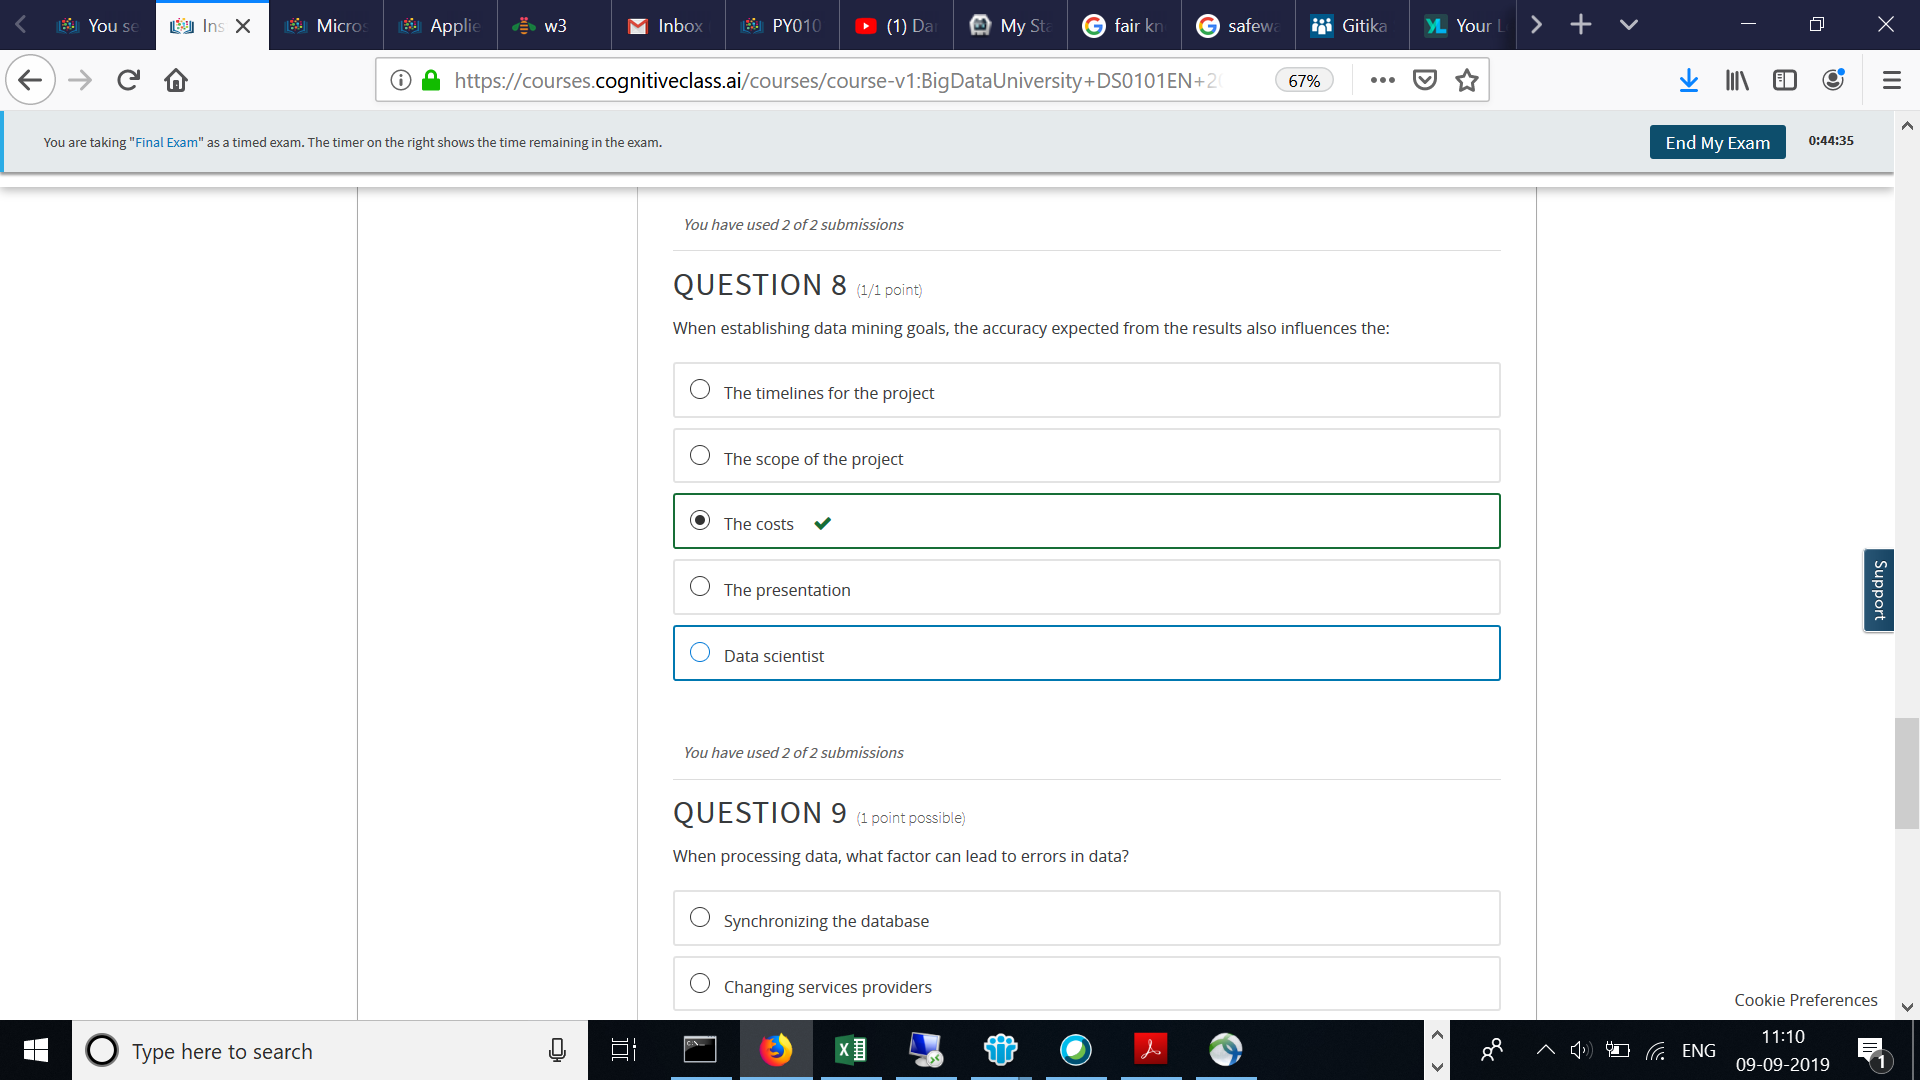 You se
Ins
Micros
Applie
w3
Inbox
PY010
(1) Da
My Sta
fair kn
safewa
Gitika
Your L
https://courses.cognitiveclass.ai/courses/course-v1:BigDataUniversity+DS0101EN+20
67%
You are taking "Final Exam" as a timed exam. The timer on the right shows the time remaining in the exam.
End My Exam
0:44:35
You have used 2 of 2 submissions
QUESTION 8 (1/1 point)
When establishing data mining goals, the accuracy expected from the results also influences the:
The timelines for the project
The scope of the project
The costs
The presentation
Data scientist
Support
You have used 2 of 2 submissions
QUESTION 9 (1 point possible)
When processing data, what factor can lead to errors in data?
Synchronizing the database
Changing services providers
Cookie Preferences
Type here to search
ENG
11:10
09-09-2019
1